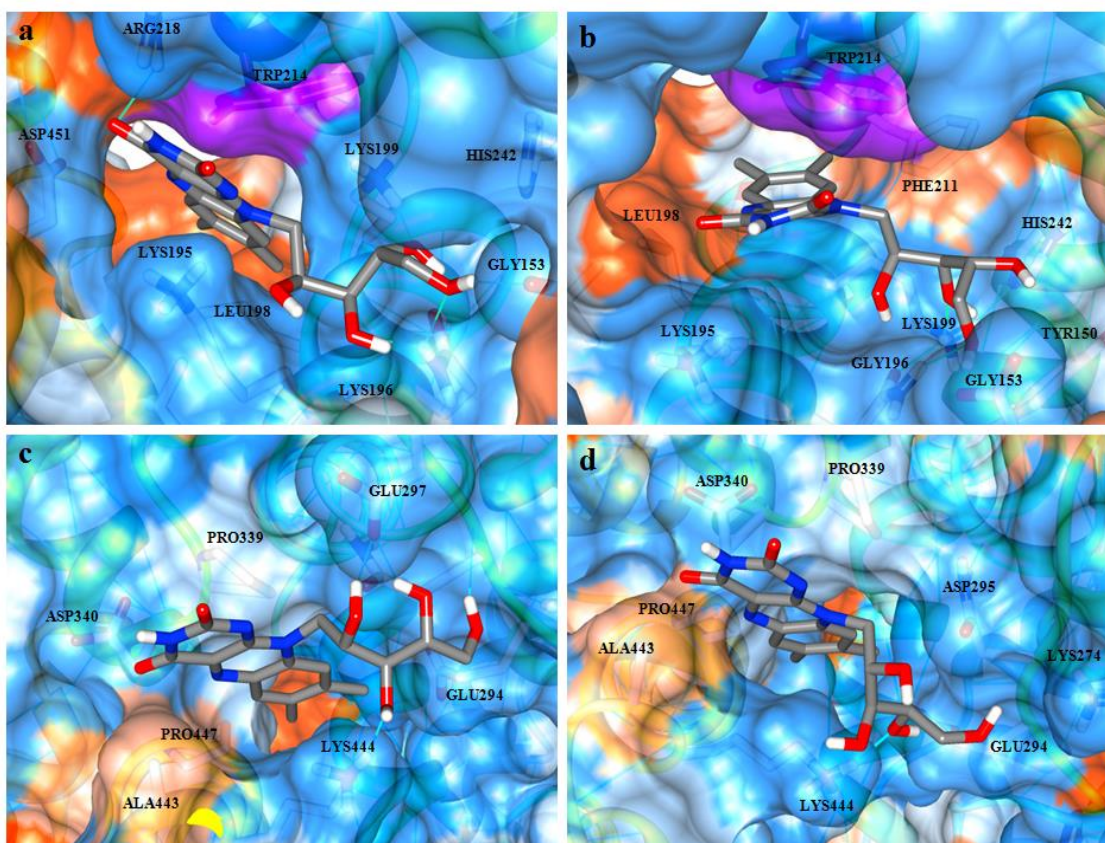 a
ARG218
TRP214
ASP451
LYS199
HIS242
LYS195
GLY153
LEU198
LYS196
b
TRP214
PHE211
LEU198
HIS242
LYS195
LYS199
TYR150
GLY196
GLY153
c
GLU297
PRO339
ASP340
GLU294
PRO447
LYS444
ALA443
d
PRO339
ASP340
ASP295
PRO447
ALA443
LYS274
GLU294
LYS444